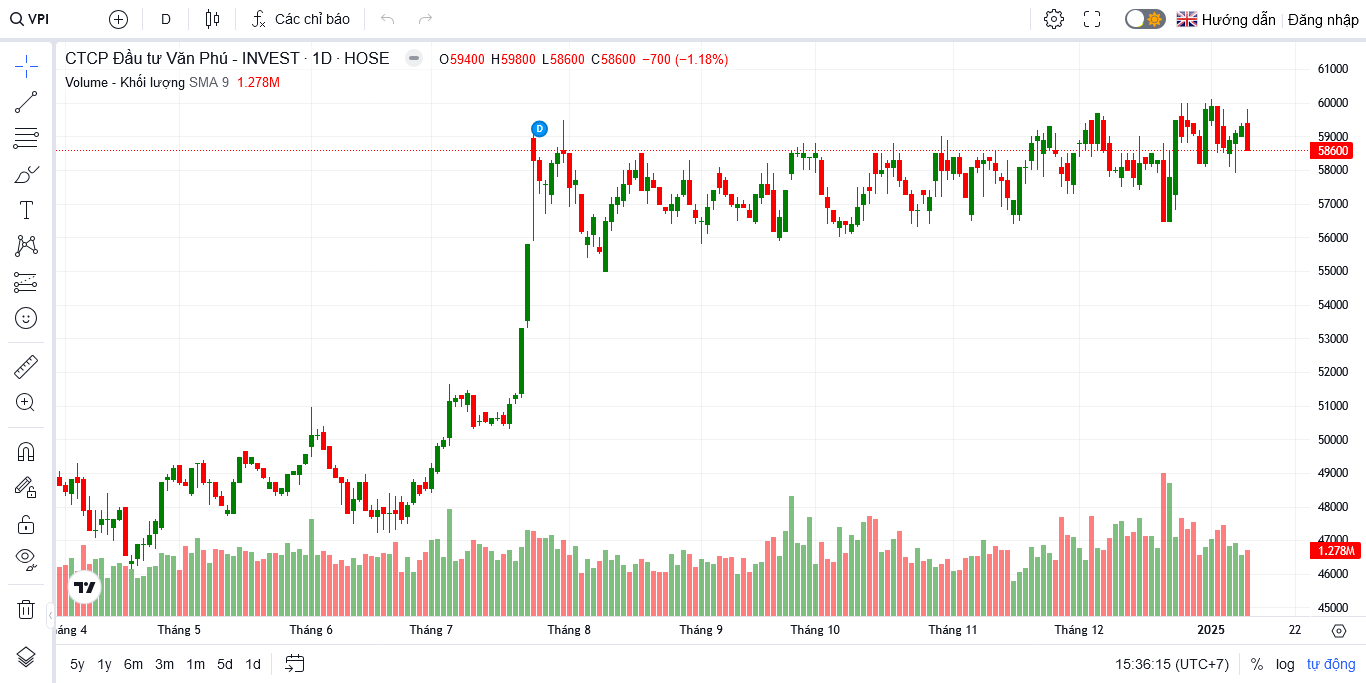 VPI D Các chỉ báo Hướng dẫn Đăng nhập
CTCP Đầu tư Văn Phú - INVEST · 1D · HOSE O59400 H59800 L58600 C58600 −700 (−1.18%)
Volume - Khối lượng SMA 9 1.278M
D
61000
60000
59000
58600
58000
57000
56000
55000
54000
53000
52000
51000
50000
49000
48000
47000
1.278M
46000
45000
áng 4 Tháng 5 Tháng 6 Tháng 7 Tháng 8 Tháng 9 Tháng 10 Tháng 11 Tháng 12 2025 22
5y 1y 6m 3m 1m 5d 1d 15:36:15 (UTC+7) % log tự động